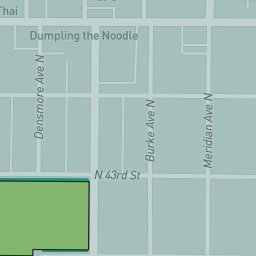 Thai
Dumpling the Noodle
Densmore Ave N
Burke Ave N
Meridian Ave N
N 43rd St